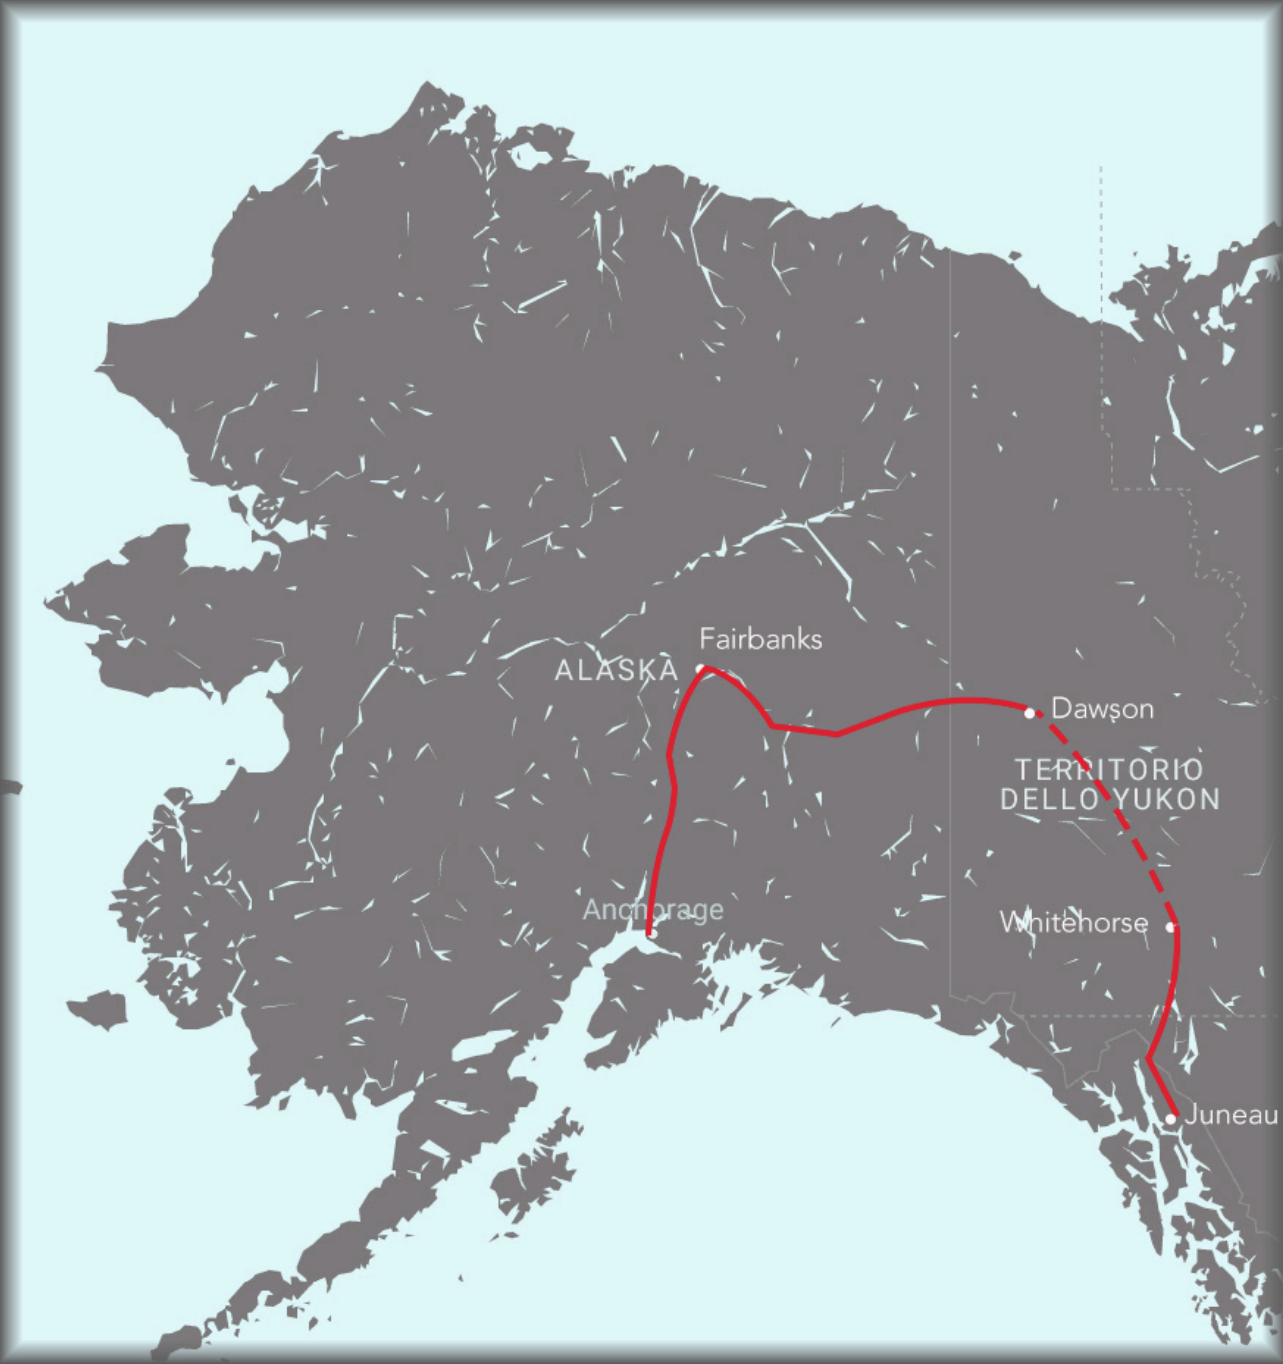 Fairbanks
ALASKA
Dawson
TERRITORIO
DELLO YUKON
Anchorage
Whitehorse
Juneau